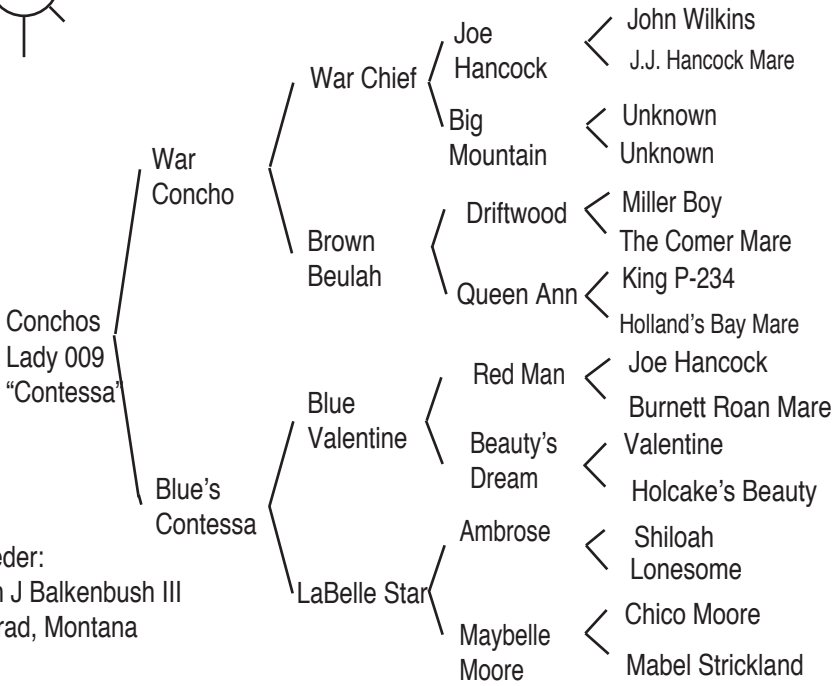 Conchos
Lady 009
“Contessa”
War
Concho
Blue's
Contessa
War Chief
Brown
Beulah
Blue
Valentine
LaBelle Star
Joe
Hancock
Big
Mountain
Driftwood
Queen Ann
Red Man
Beauty's
Dream
Ambrose
Maybelle
Moore
John Wilkins
J.J. Hancock Mare
Unknown
Unknown
Miller Boy
The Comer Mare
King P-234
Holland's Bay Mare
Joe Hancock
Burnett Roan Mare
Valentine
Holcake's Beauty
Shiloah
Lonesome
Chico Moore
Mabel Strickland
eder:
J Balkenbush III
rad, Montana